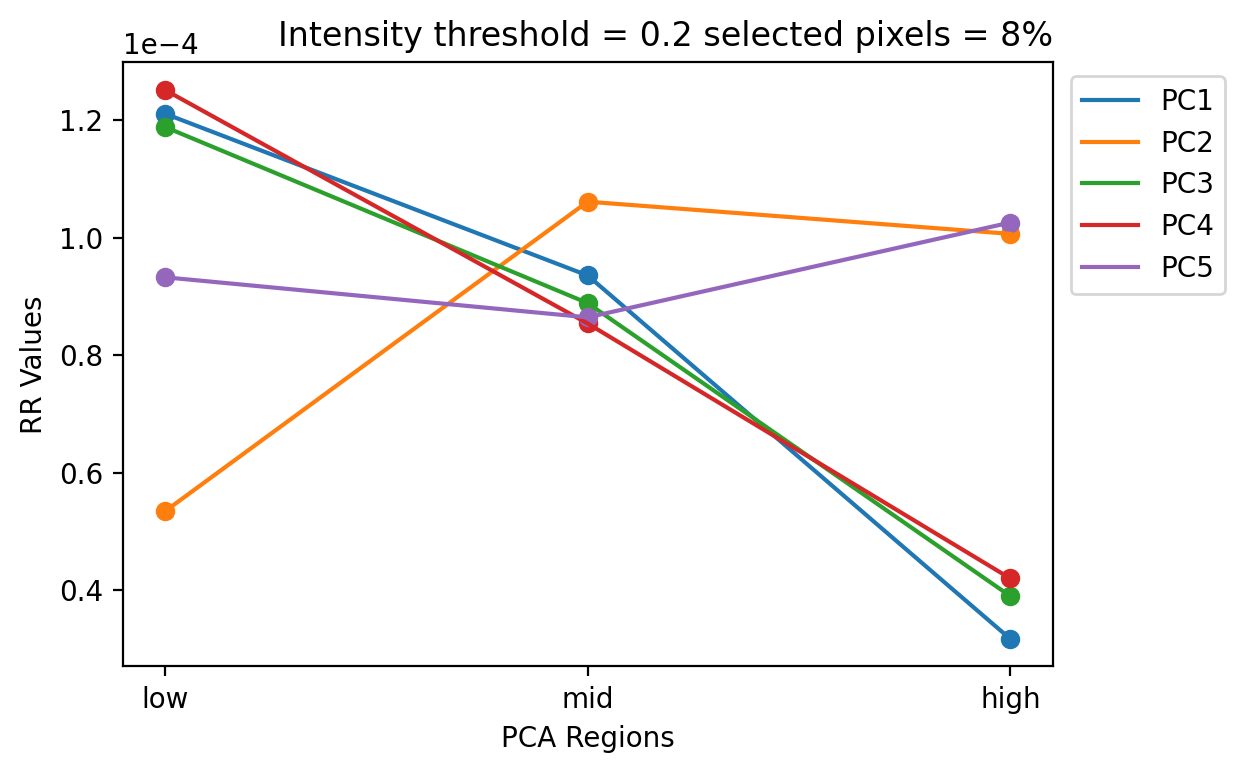 Intensity threshold = 0.2 selected pixels = 8%
1e−4
1.2
1.0
0.8
0.6
0.4
RR Values
low
mid
high
PCA Regions
PC1
PC2
PC3
PC4
PC5